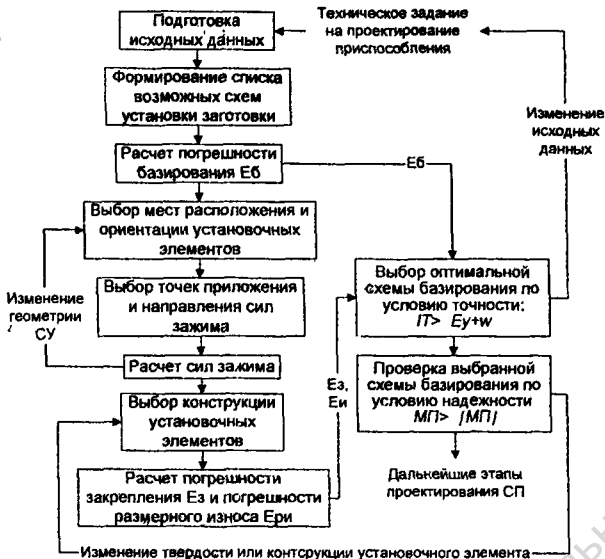 Подготовка
исходных данных
Техническое задание
на проектирование
приспособления
Формирование списка
возможных схем
установки заготовки
Изменение
исходных
данных
Расчет погрешности
базирования Еб
Еб
Выбор мест расположения и
ориентации установочных
элементов
Выбор точек приложения
и направления сил
зажима
Изменение
геометрии
СУ
Расчет сил зажима
Выбор оптимальной
схемы базирования по
условию точности:
IT> Ey+w
Ез,
Еи
Проверка выбранной
схемы базирования по
условию надежности
МП> |МП|
Выбор конструкции
установочных
элементов
Расчет погрешности
закрепления Ез и погрешности
размерного износа Ери
Дальнейшие этапы
проектирования СП
Изменение твердости или контсрукции установочного элемента